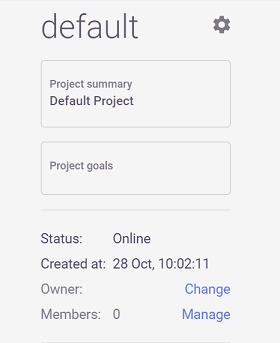 default
Project summary
Default Project
Project goals
Status: Online
Created at: 28 Oct, 10:02:11
Owner: Change
Members: 0 Manage